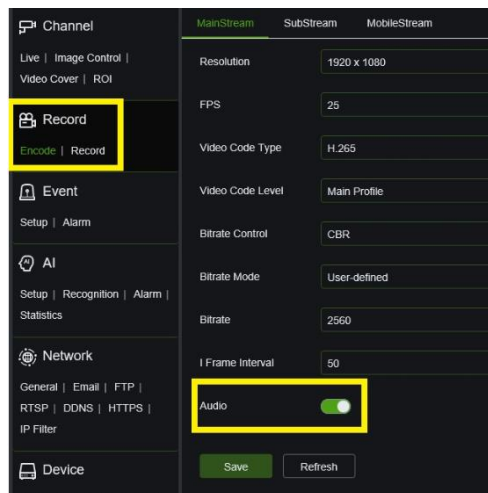 Channel
Live | Image Control |
Video Cover | ROI
Record
Encode | Record
Event
Setup | Alarm
AI
AI
Setup | Recognition | Alarm |
Statistics
Network
General | Email | FTP |
RTSP | DDNS | HTTPS |
IP Filter
Device
MainStream SubStream MobileStream
Resolution 1920 x 1080
FPS 25
Video Code Type H.265
Video Code Level Main Profile
Bitrate Control CBR
Bitrate Mode User-defined
Bitrate 2560
I Frame Interval 50
Audio
Save Refresh